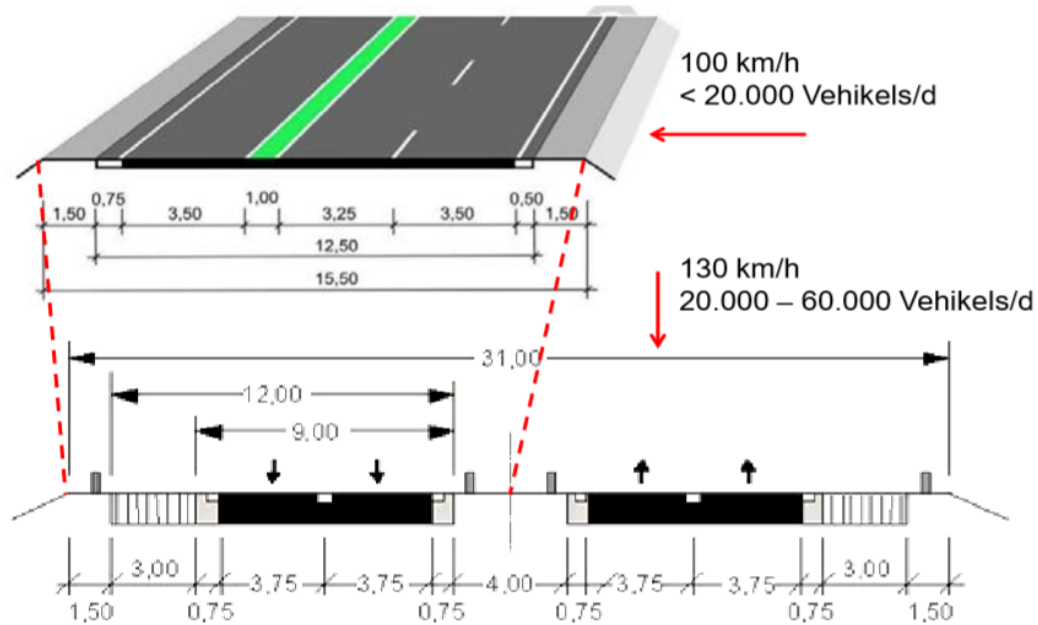 100 km/h
< 20.000 Vehikels/d
0,75 1,00 0,50
1,50 3,50 3,25 3,50 1,50
12,50
15,50
130 km/h
20.000 – 60.000 Vehikels/d
31,00
12,00
9,00
3,00 3,75 3,75 4,00 3,75 3,75 3,00
1,50 0,75 0,75 0,75 0,75 1,50